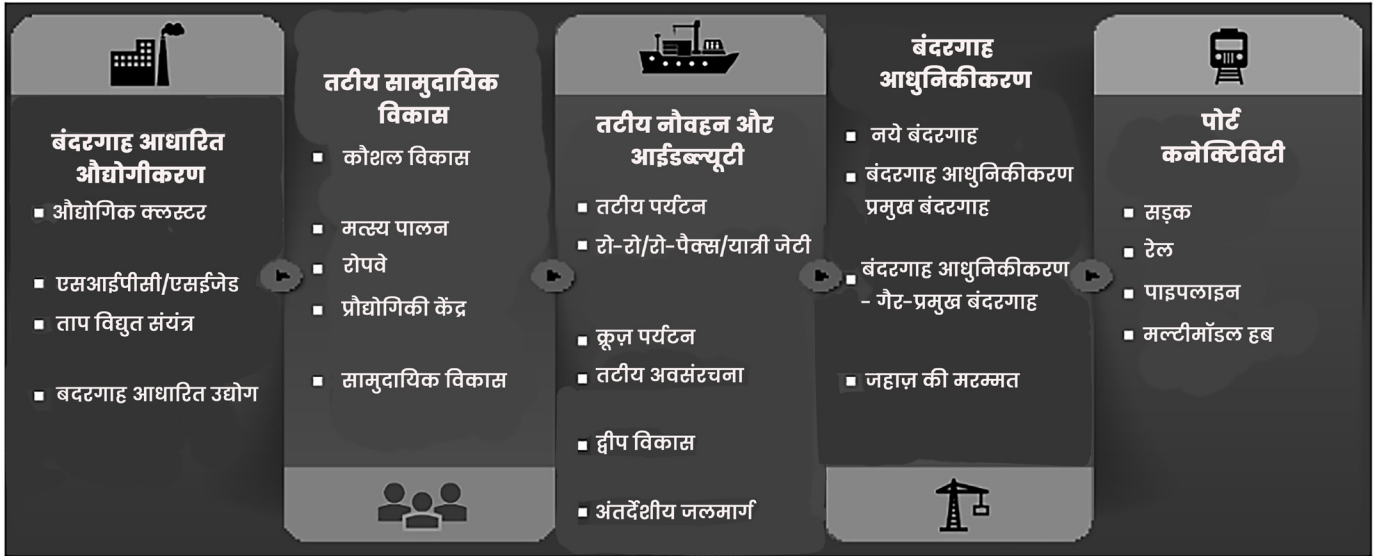 बंदरगाह आधारित
औद्योगीकरण
औद्योगिक क्लस्टर
एसआईपीसी/एसईजेड
ताप विद्युत संयंत्र
बदरगाह आधारित उद्योग
तटीय सामुदायिक
विकास
कौशल विकास
मत्स्य पालन
रोपवे
प्रौद्योगिकी केंद्र
सामुदायिक विकास
तटीय नौवहन और
आईडब्ल्यूटी
तटीय पर्यटन
रो-रो/रो-पैक्स/यात्री जेटी
क्रूज़ पर्यटन
तटीय अवसंरचना
द्वीप विकास
अंतर्देशीय जलमार्ग
बंदरगाह
आधुनिकीकरण
नये बंदरगाह
बंदरगाह आधुनिकीकरण
प्रमुख बंदरगाह
बंदरगाह आधुनिकीकरण
- गैर-प्रमुख बंदरगाह
जहाज़ की मरम्मत
पोर्ट
कनेक्टिविटी
सड़क
रेल
पाइपलाइन
मल्टीमॉडल हब